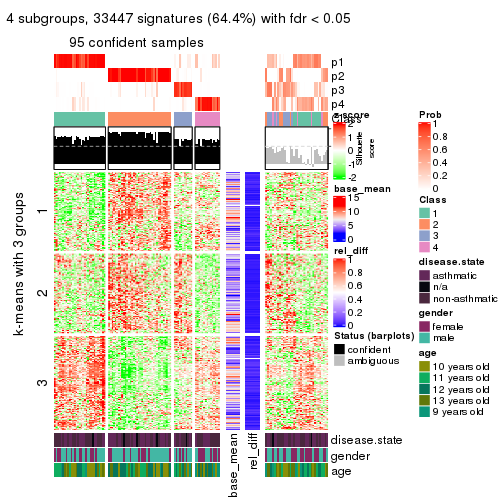 4 subgroups, 33447 signatures (64.4%) with fdr < 0.05
95 confident samples
p1
p2
p3
p4
Class
Silhouette
score
k-means with 3 groups
1
2
3
base_mean
rel_diff
disease.state
gender
age
z-score
2
1
0
-1
-2
base_mean
15
10
5
0
rel_diff
1
0.8
0.6
0.4
0.2
0
Status (barplots)
confident
ambiguous
Prob
1
0.8
0.6
0.4
0.2
0
Class
1
2
3
4
disease.state
asthmatic
n/a
non-asthmatic
gender
female
male
age
10 years old
11 years old
12 years old
13 years old
9 years old